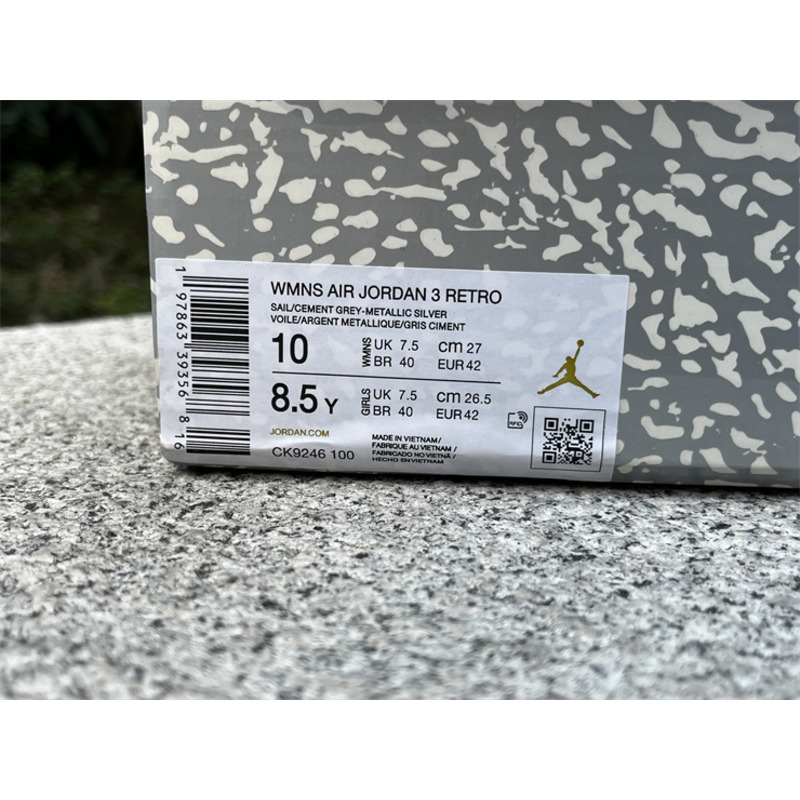 WMNS AIR JORDAN 3 RETRO
SAIL/CEMENT GREY-METALLIC SILVER
VOILE/ARGENT METALLIQUE/GRIS CIMENT
10 WMNS UK 7.5 cm 27
BR 40 EUR 42
8.5 Y GIRLS UK 7.5 cm 26.5
BR 40 EUR 42
JORDAN.COM
CK9246 100
MADE IN VIETNAM/
FABRIQUE AU VIETNAM /
FABRICADO NO VIETNÃ /
HECHO EN VIETNAM
RFID
1 97863 39356 8 16